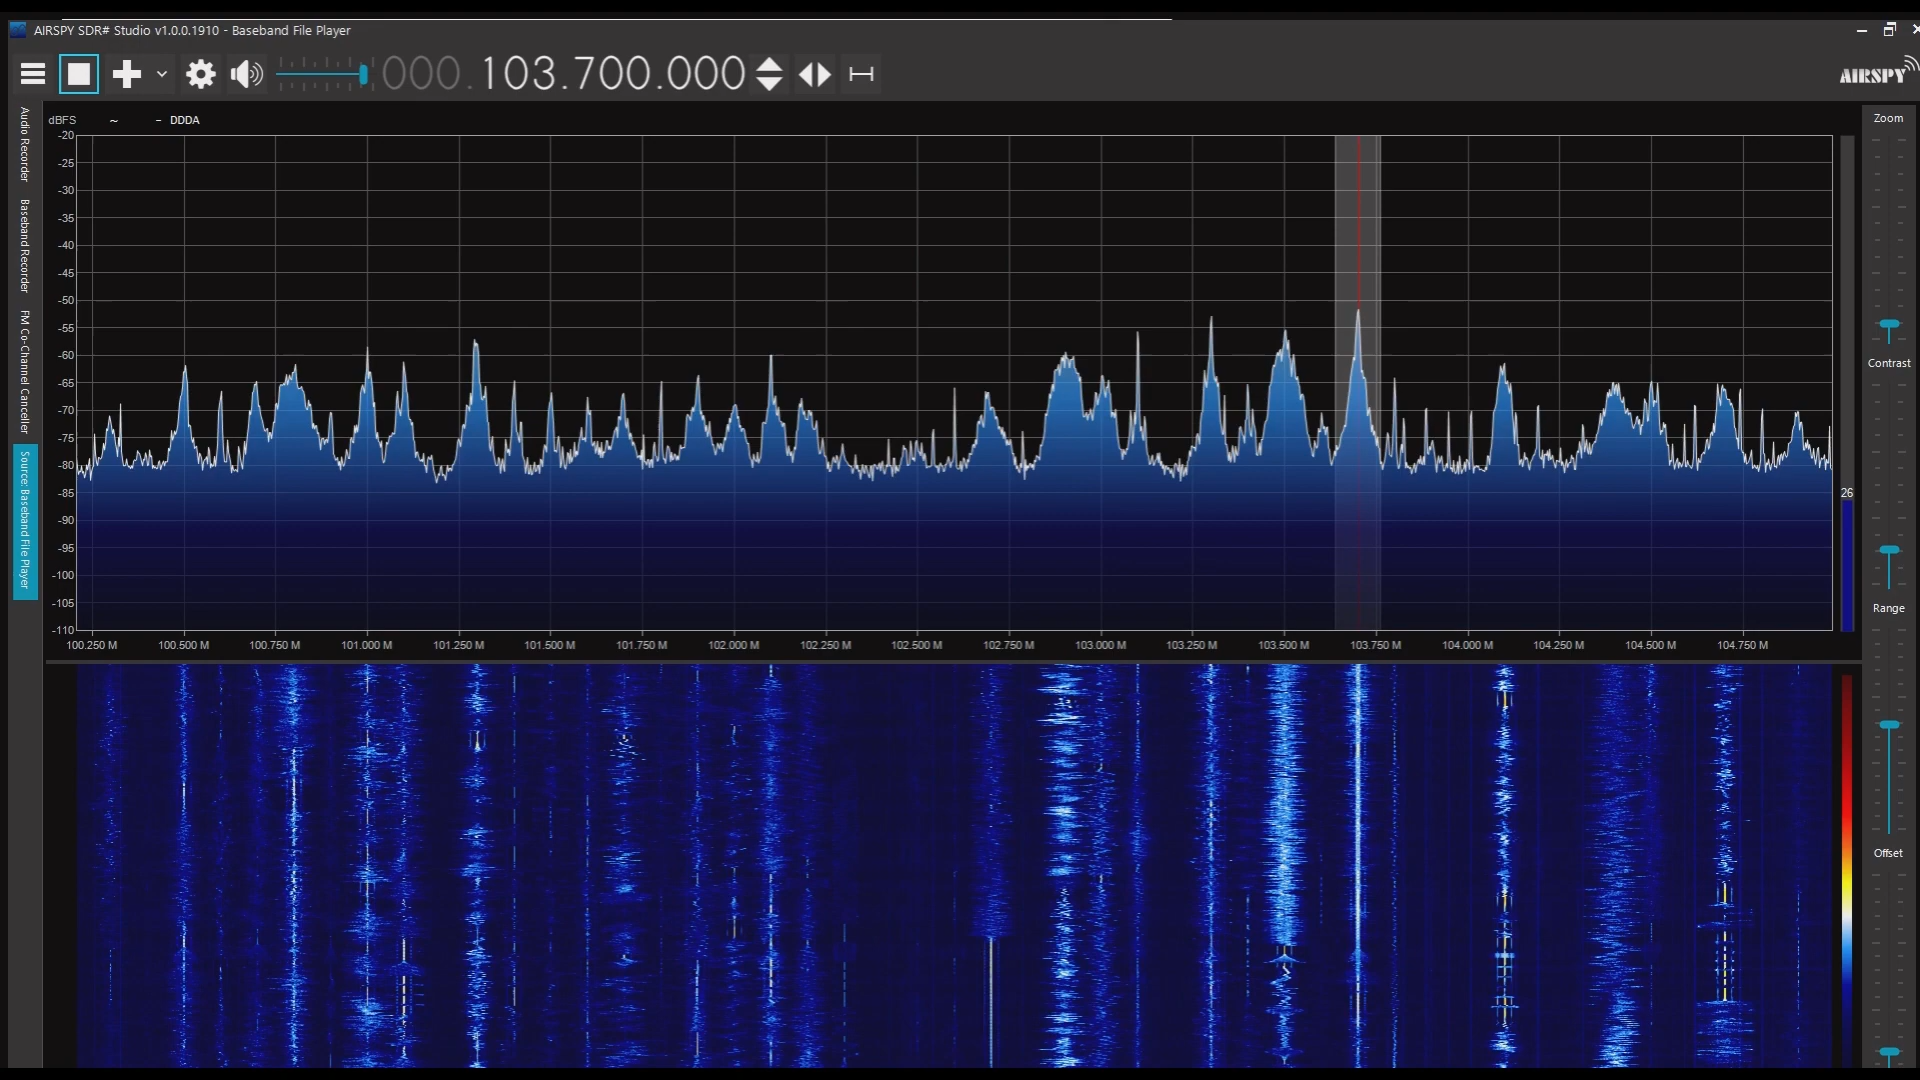 AIRSPY SDR# Studio v1.0.0.1910 - Baseband File Player
000.103.700.000
AIRSPY
Audio Recorder
Baseband Recorder
FM Co-Channel Canceller
Source: Baseband File Player
dBFS ~ - DDDA
-20
-25
-30
-35
-40
-45
-50
-55
-60
-65
-70
-75
-80
-85
-90
-95
-100
-105
-110
100.250 M 100.500 M 100.750 M 101.000 M 101.250 M 101.500 M 101.750 M 102.000 M 102.250 M 102.500 M 102.750 M 103.000 M 103.250 M 103.500 M 103.750 M 104.000 M 104.250 M 104.500 M 104.750 M
26
Zoom
Contrast
Range
Offset